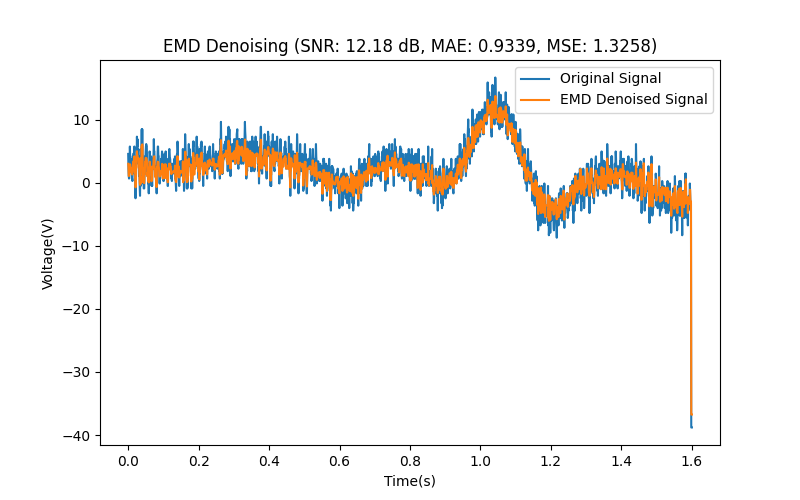 EMD Denoising (SNR: 12.18 dB, MAE: 0.9339, MSE: 1.3258)
Original Signal
EMD Denoised Signal
10
0
−10
−20
−30
−40
Voltage(V)
0.0 0.2 0.4 0.6 0.8 1.0 1.2 1.4 1.6
Time(s)